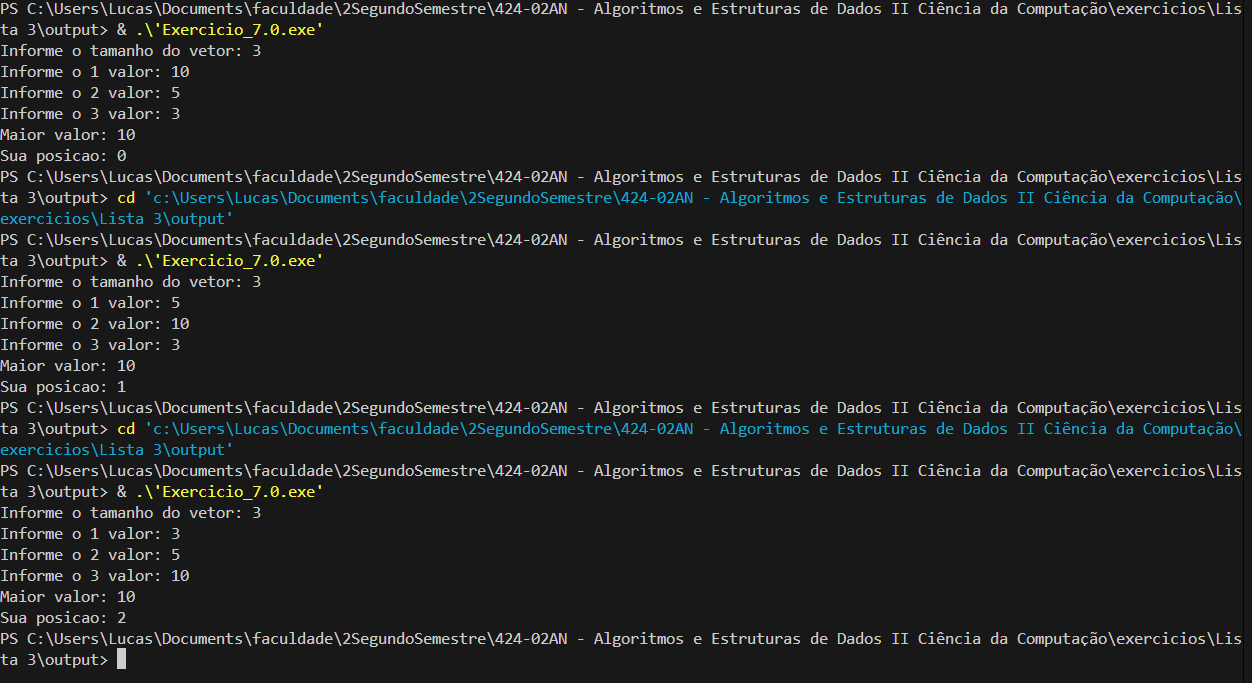 PS C:\Users\Lucas\Documents\faculdade\2SegundoSemestre\424-02AN - Algoritmos e Estruturas de Dados II Ciência da Computação\exercicios\Lis
ta 3\output> & .\'Exercicio_7.0.exe'
Informe o tamanho do vetor: 3
Informe o 1 valor: 10
Informe o 2 valor: 5
Informe o 3 valor: 3
Maior valor: 10
Sua posicao: 0
PS C:\Users\Lucas\Documents\faculdade\2SegundoSemestre\424-02AN - Algoritmos e Estruturas de Dados II Ciência da Computação\exercicios\Lis
ta 3\output> cd 'c:\Users\Lucas\Documents\faculdade\2SegundoSemestre\424-02AN - Algoritmos e Estruturas de Dados II Ciência da Computação\
exercicios\Lista 3\output'
PS C:\Users\Lucas\Documents\faculdade\2SegundoSemestre\424-02AN - Algoritmos e Estruturas de Dados II Ciência da Computação\exercicios\Lis
ta 3\output> & .\'Exercicio_7.0.exe'
Informe o tamanho do vetor: 3
Informe o 1 valor: 5
Informe o 2 valor: 10
Informe o 3 valor: 3
Maior valor: 10
Sua posicao: 1
PS C:\Users\Lucas\Documents\faculdade\2SegundoSemestre\424-02AN - Algoritmos e Estruturas de Dados II Ciência da Computação\exercicios\Lis
ta 3\output> cd 'c:\Users\Lucas\Documents\faculdade\2SegundoSemestre\424-02AN - Algoritmos e Estruturas de Dados II Ciência da Computação\
exercicios\Lista 3\output'
PS C:\Users\Lucas\Documents\faculdade\2SegundoSemestre\424-02AN - Algoritmos e Estruturas de Dados II Ciência da Computação\exercicios\Lis
ta 3\output> & .\'Exercicio_7.0.exe'
Informe o tamanho do vetor: 3
Informe o 1 valor: 3
Informe o 2 valor: 5
Informe o 3 valor: 10
Maior valor: 10
Sua posicao: 2
PS C:\Users\Lucas\Documents\faculdade\2SegundoSemestre\424-02AN - Algoritmos e Estruturas de Dados II Ciência da Computação\exercicios\Lis
ta 3\output>